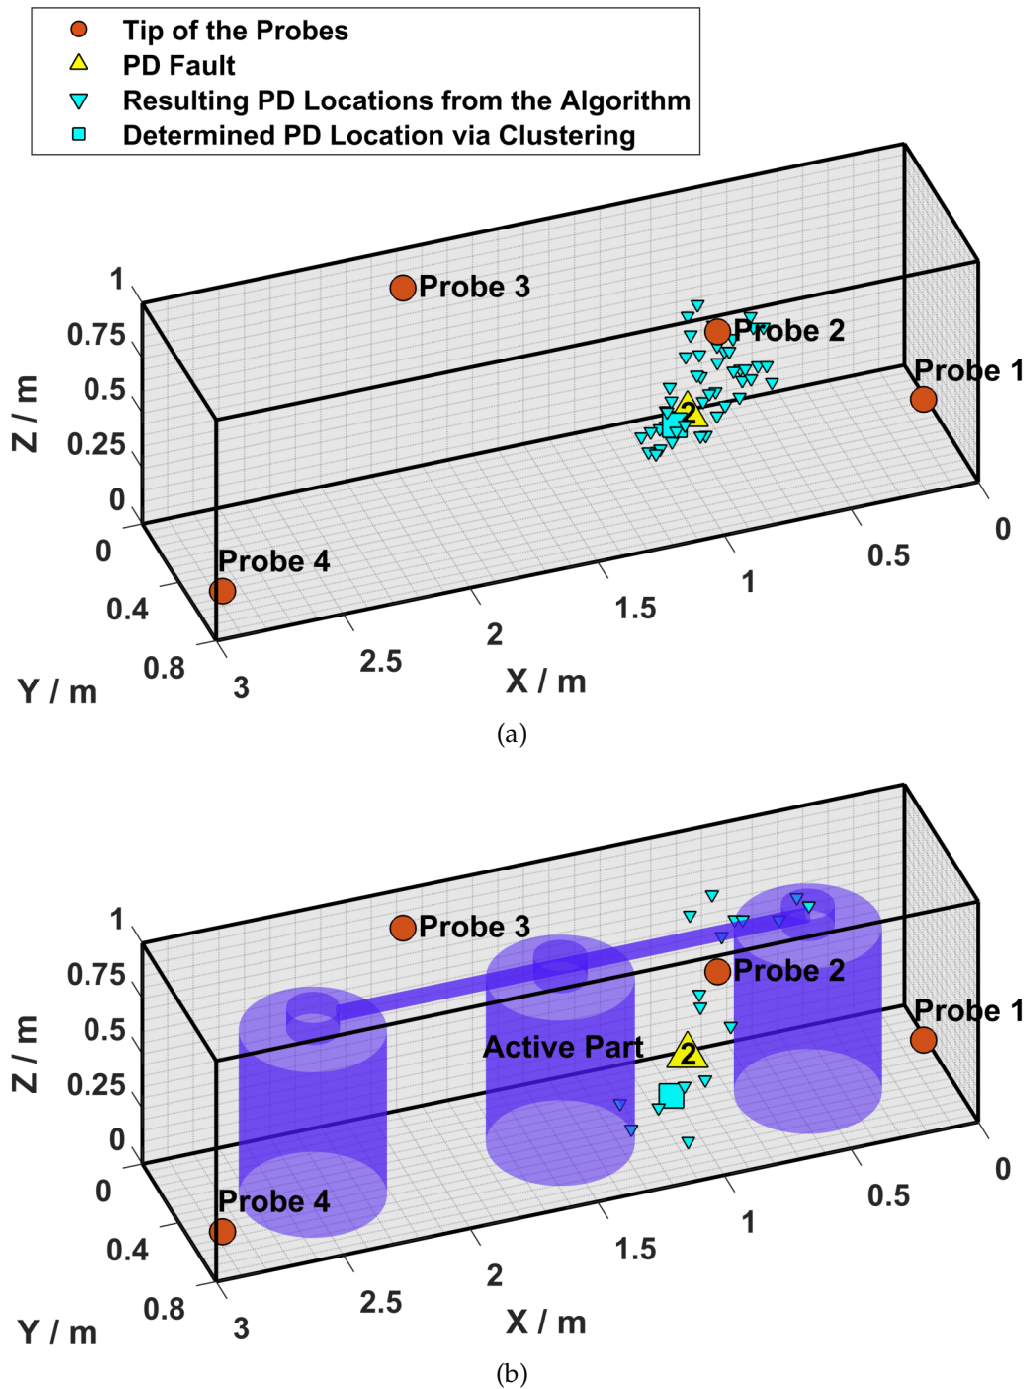 Tip of the Probes
PD Fault
Resulting PD Locations from the Algorithm
Determined PD Location via Clustering
1
0.75
0.5
0.25
0
Z / m
Probe 3
Probe 2
Probe 1
2
Probe 4
0
0.4
0.8
Y / m
3
2.5
2
1.5
1
0.5
0
X / m
(a)
1
0.75
0.5
0.25
0
Z / m
Probe 3
Probe 2
Probe 1
Active Part
2
Probe 4
0
0.4
0.8
Y / m
3
2.5
2
1.5
1
0.5
0
X / m
(b)